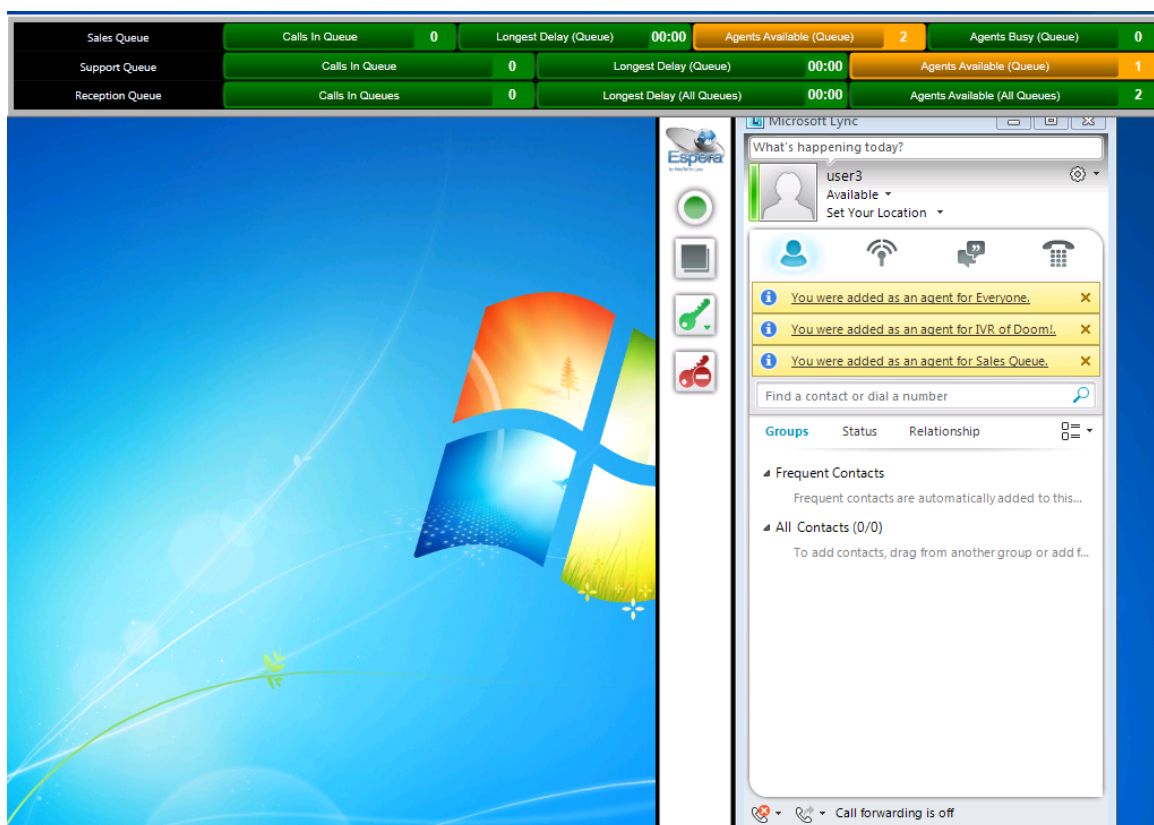 Sales Queue Calls In Queue 0 Longest Delay (Queue) 00:00 Agents Available (Queue) 2 Agents Busy (Queue) 0
Support Queue Calls In Queue 0 Longest Delay (Queue) 00:00 Agents Available (Queue) 1
Reception Queue Calls In Queues 0 Longest Delay (All Queues) 00:00 Agents Available (All Queues) 2
Espera
Microsoft Lync
What's happening today?
user3
Available
Set Your Location
You were added as an agent for Everyone.
You were added as an agent for IVR of Doom!.
You were added as an agent for Sales Queue.
Find a contact or dial a number
Groups Status Relationship
Frequent Contacts
Frequent contacts are automatically added to this...
All Contacts (0/0)
To add contacts, drag from another group or add f...
Call forwarding is off